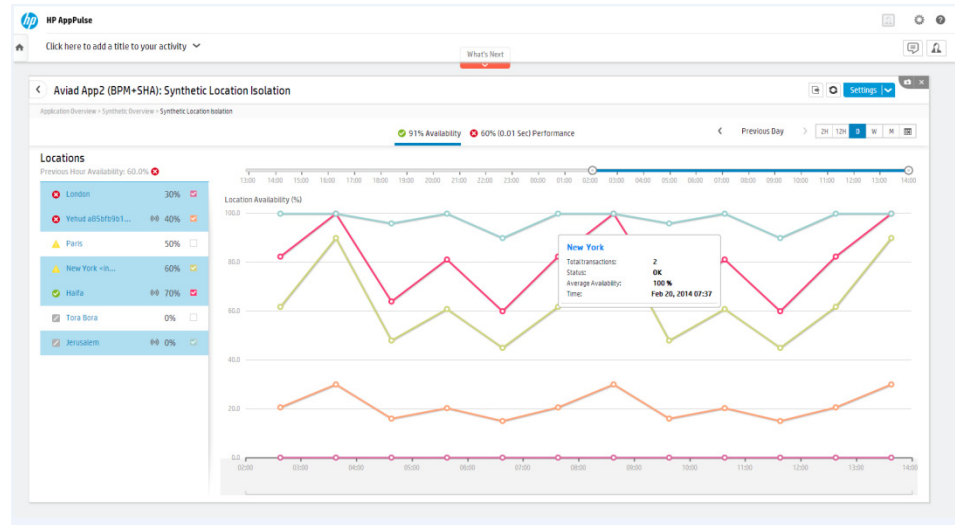 hp HP AppPulse
Click here to add a title to your activity
What's Next
Aviad App2 (BPM+SHA): Synthetic Location Isolation
Settings
Application Overview > Synthetic Overview > Synthetic Location Isolation
91% Availability 60% (0.01 Sec) Performance
Previous Day
2H 12H D W M
Locations
Previous Hour Availability: 60.0%
London 30%
Yehud a85bfb9b1... 40%
Paris 50%
New York <in... 60%
Haifa 70%
Tora Bora 0%
Jerusalem 0%
13:00 14:00 15:00 16:00 17:00 18:00 19:00 20:00 21:00 22:00 23:00 00:00 01:00 02:00 03:00 04:00 05:00 06:00 07:00 08:00 09:00 10:00 11:00 12:00 13:00 14:00
Location Availability (%)
100.0
80.0
60.0
40.0
20.0
0.0
New York
Total transactions: 2
Status: OK
Average Availability: 100 %
Time: Feb 20, 2014 07:37
02:00 03:00 04:00 05:00 06:00 07:00 08:00 09:00 10:00 11:00 12:00 13:00 14:00